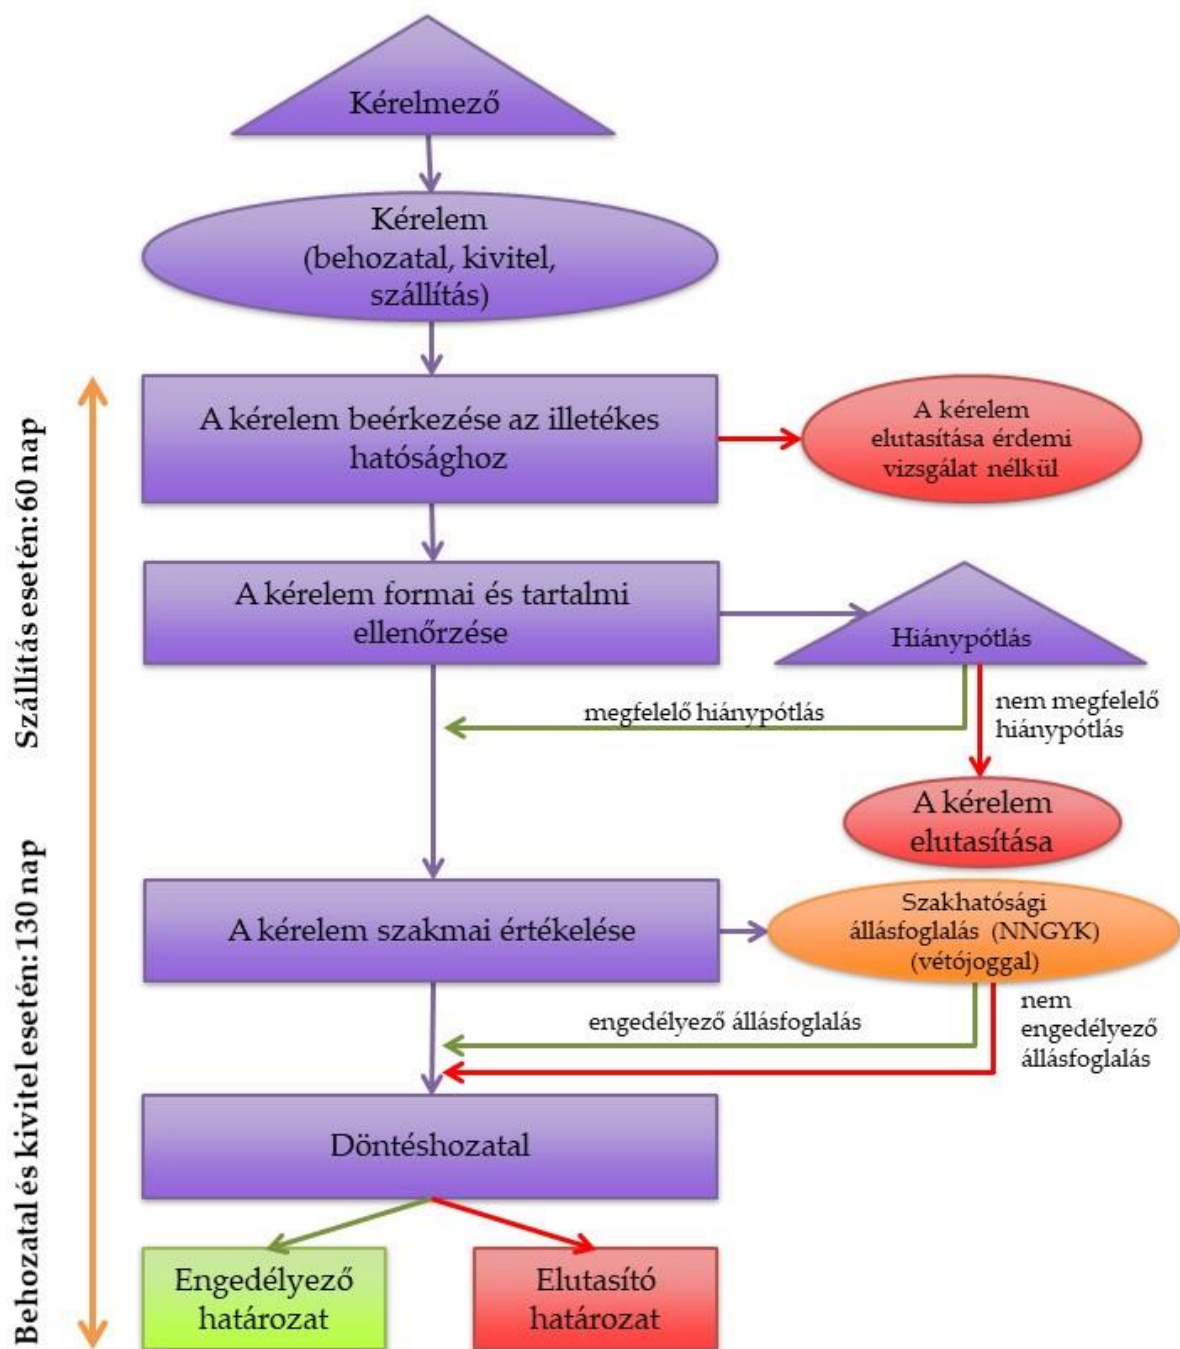 Kérelmező
Kérelem
(behozatal, kivitel,
szállítás)
A kérelem beérkezése az illetékes
hatósághoz
A kérelem
elutasítása érdemi
vizsgálat nélkül
Szállítás esetén: 60 nap
A kérelem formai és tartalmi
ellenőrzése
Hiánypótlás
megfelelő hiánypótlás
nem megfelelő
hiánypótlás
A kérelem
elutasítása
Behozatal és kivitel esetén: 130 nap
A kérelem szakmai értékelése
Szakhatósági
állásfoglalás (NNGYK)
(vétójoggal)
engedélyező állásfoglalás
nem
engedélyező
állásfoglalás
Döntéshozatal
Engedélyező
határozat
Elutasító
határozat